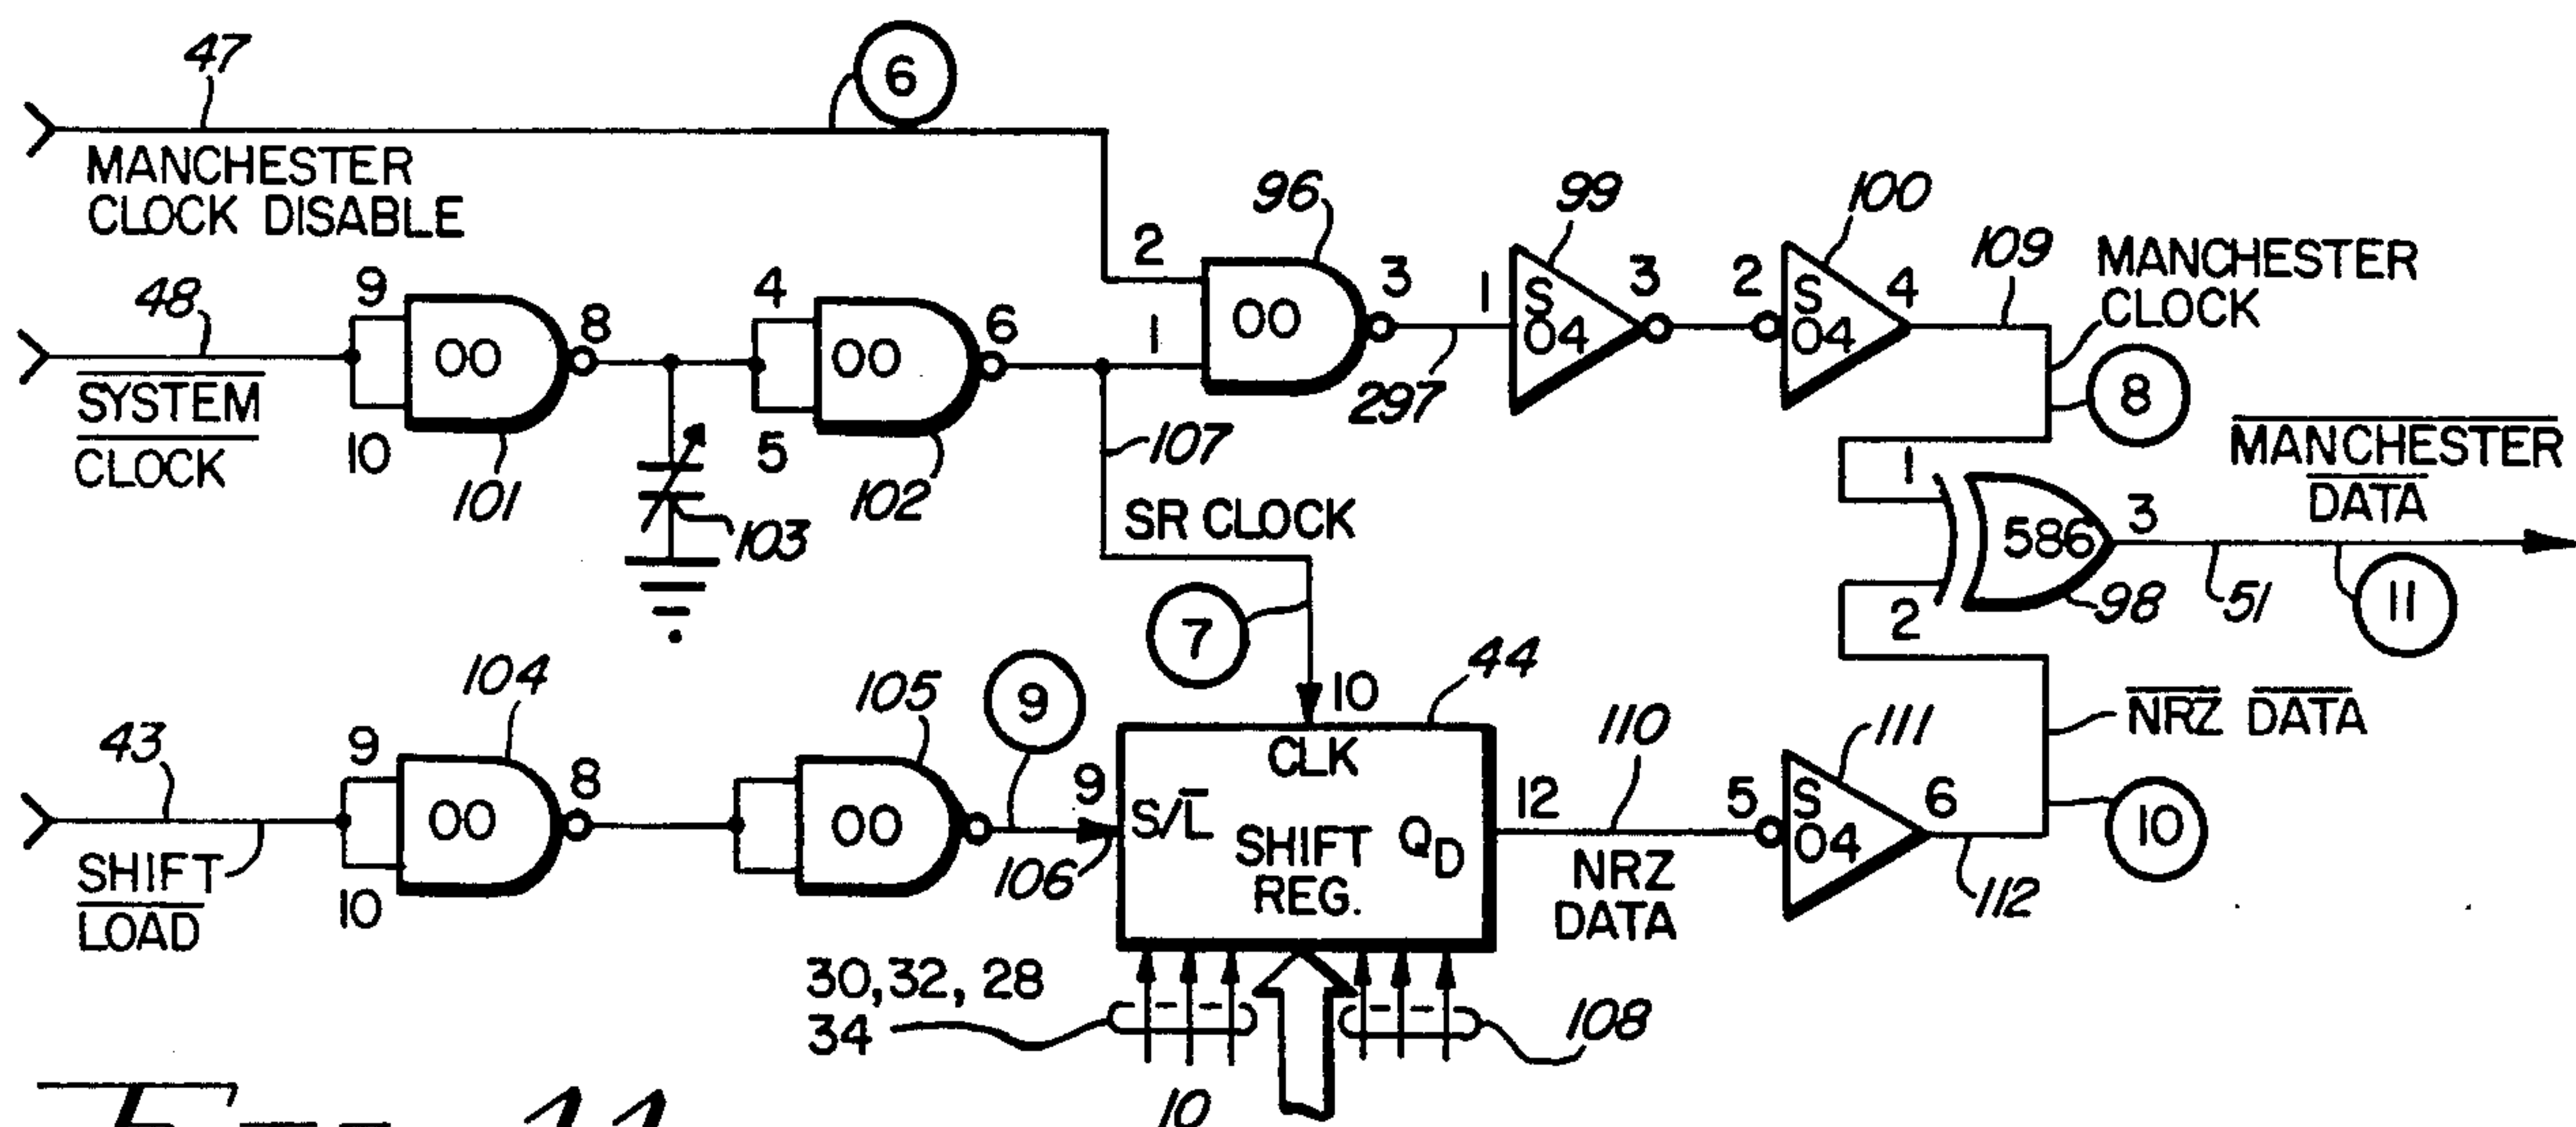 47
6
MANCHESTER
CLOCK DISABLE
96
99
100
109
MANCHESTER
CLOCK
2
3
1
S
04
3
2
S
04
4
48
9
00
8
4
00
6
1
00
297
8
SYSTEM
CLOCK
10
101
5
102
107
103
SR CLOCK
1
586
3
MANCHESTER
DATA
2
98
51
11
7
104
105
9
44
10
43
9
00
8
00
9
106
S/L
CLK
SHIFT
REG.
QD
12
110
NRZ
DATA
5
S
04
6
111
NRZ DATA
10
112
SHIFT
LOAD
10
30, 32, 28
34
108
10